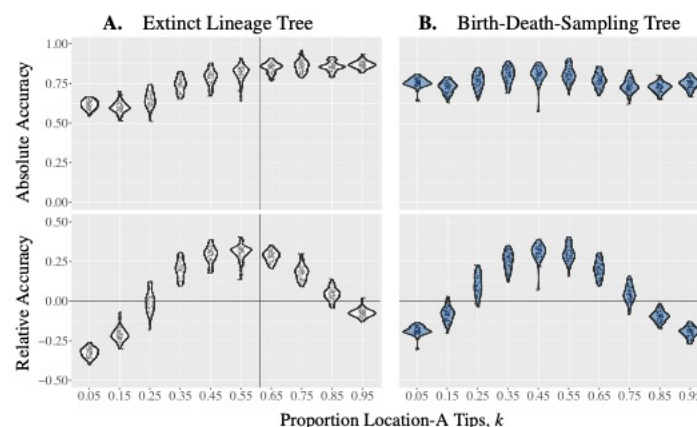 A. Extinct Lineage Tree
B. Birth-Death-Sampling Tree
Absolute Accuracy
1.00
0.75
0.50
0.25
0.00
Relative Accuracy
0.50
0.25
0.00
−0.25
−0.50
0.05 0.15 0.25 0.35 0.45 0.55 0.65 0.75 0.85 0.95
0.05 0.15 0.25 0.35 0.45 0.55 0.65 0.75 0.85 0.95
Proportion Location-A Tips, k